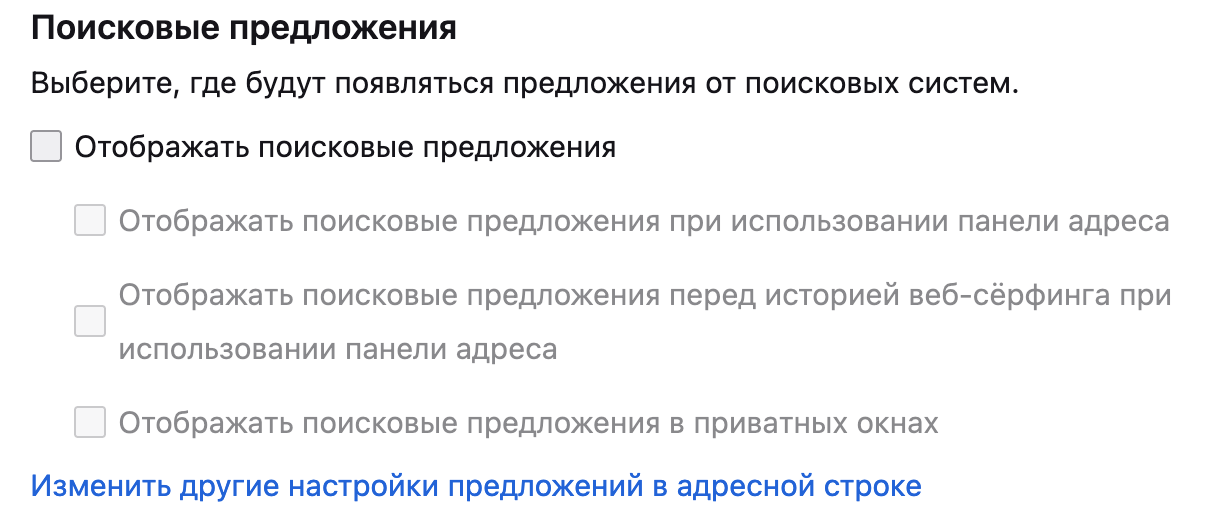 Поисковые предложения
Выберите, где будут появляться предложения от поисковых систем.
Отображать поисковые предложения
Отображать поисковые предложения при использовании панели адреса
Отображать поисковые предложения перед историей веб-сёрфинга при
использовании панели адреса
Отображать поисковые предложения в приватных окнах
Изменить другие настройки предложений в адресной строке